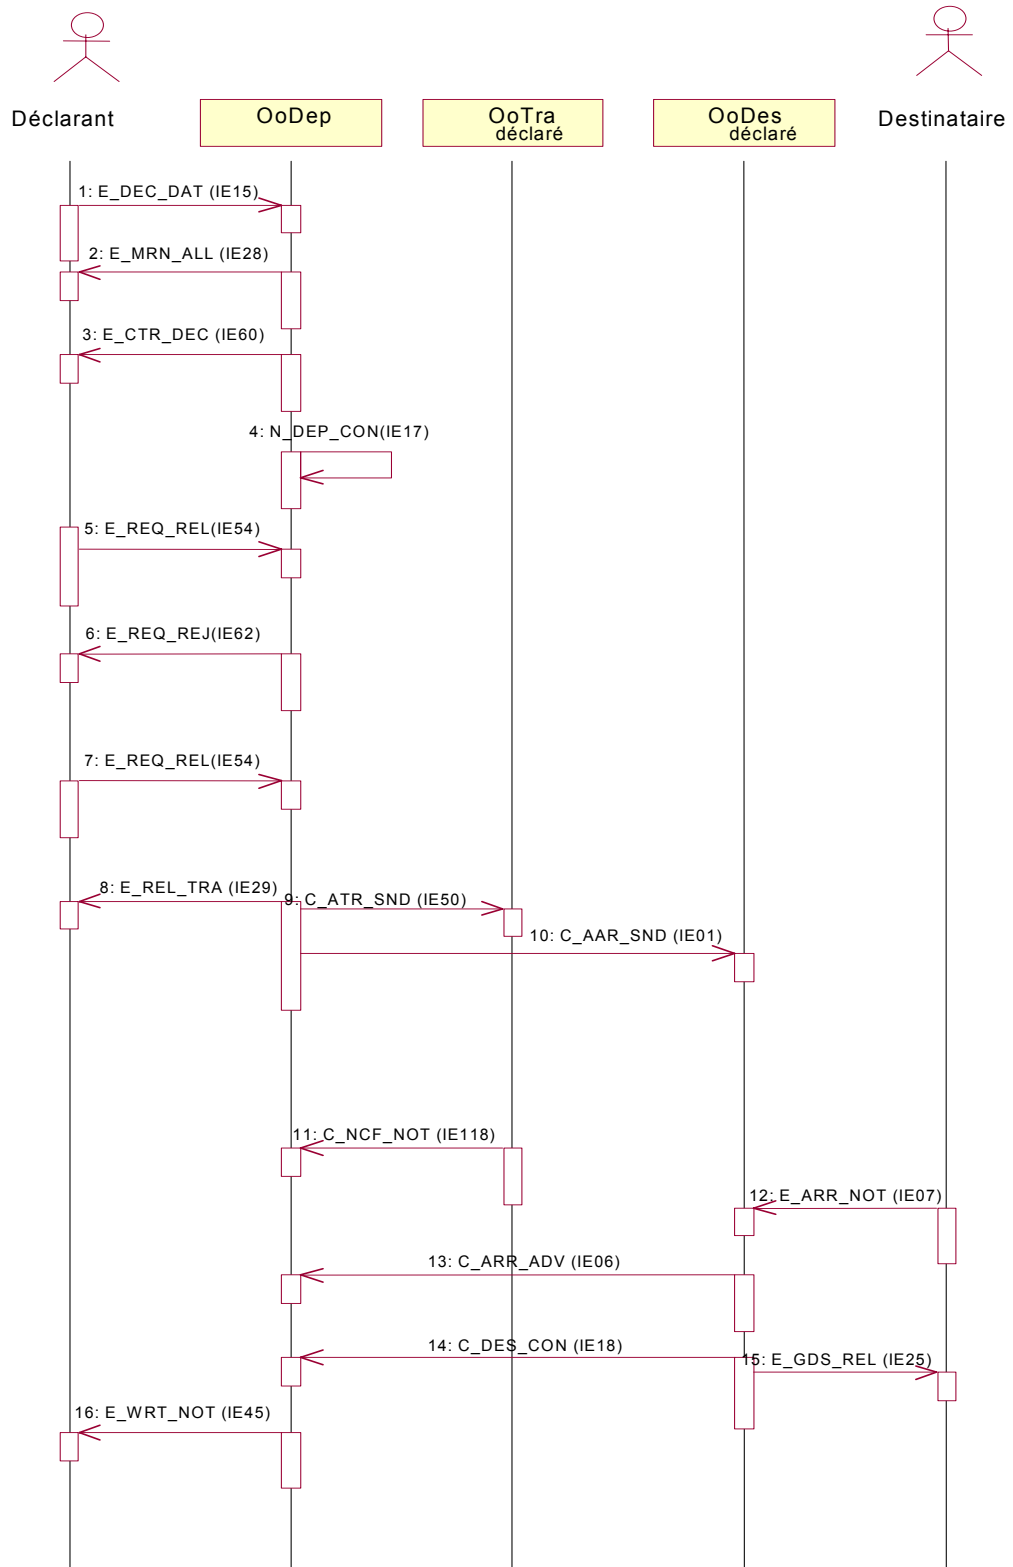 Déclarant
OoDep
OoTra
déclaré
OoDes
déclaré
Destinataire
1: E_DEC_DAT (IE15)
2: E_MRN_ALL (IE28)
3: E_CTR_DEC (IE60)
4: N_DEP_CON(IE17)
5: E_REQ_REL(IE54)
6: E_REQ_REJ(IE62)
7: E_REQ_REL(IE54)
8: E_REL_TRA (IE29)
9: C_ATR_SND (IE50)
10: C_AAR_SND (IE01)
11: C_NCF_NOT (IE118)
12: E_ARR_NOT (IE07)
13: C_ARR_ADV (IE06)
14: C_DES_CON (IE18)
15: E_GDS_REL (IE25)
16: E_WRT_NOT (IE45)